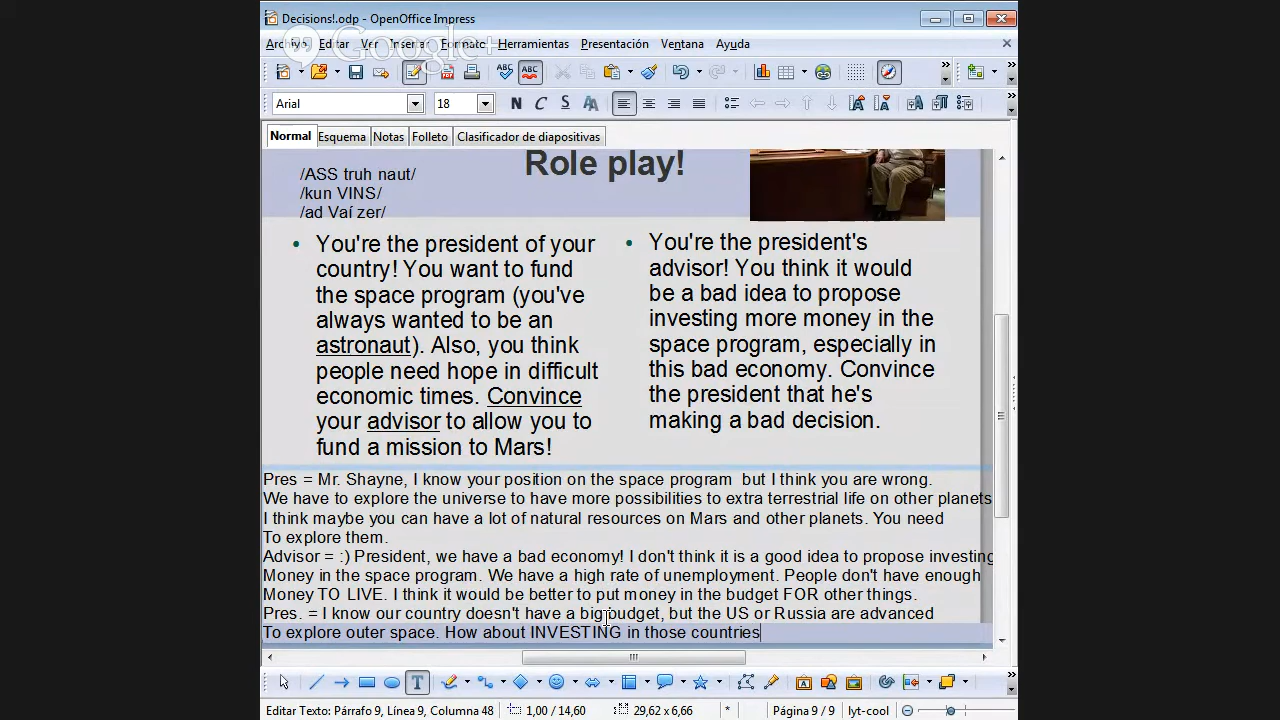 Decisions!.odp - OpenOffice Impress
Archivo Editar Ver Insertar Formato Herramientas Presentación Ventana Ayuda
Google+
Arial 18 N C S
Normal Esquema Notas Folleto Clasificador de diapositivas
Role play!
/ASS truh naut/
/kun VINS/
/ad Vaí zer/
• You're the president of your
country! You want to fund
the space program (you've
always wanted to be an
astronaut). Also, you think
people need hope in difficult
economic times. Convince
your advisor to allow you to
fund a mission to Mars!
• You're the president's
advisor! You think it would
be a bad idea to propose
investing more money in the
space program, especially in
this bad economy. Convince
the president that he's
making a bad decision.
Pres = Mr. Shayne, I know your position on the space program but I think you are wrong.
We have to explore the universe to have more possibilities to extra terrestrial life on other planets
I think maybe you can have a lot of natural resources on Mars and other planets. You need
To explore them.
Advisor = :) President, we have a bad economy! I don't think it is a good idea to propose investing
Money in the space program. We have a high rate of unemployment. People don't have enough
Money TO LIVE. I think it would be better to put money in the budget FOR other things.
Pres. = I know our country doesn't have a big budget, but the US or Russia are advanced
To explore outer space. How about INVESTING in those countries
Editar Texto: Párrafo 9, Línea 9, Columna 48 1,00 / 14,60 29,62 x 6,66 * Página 9 / 9 lyt-cool